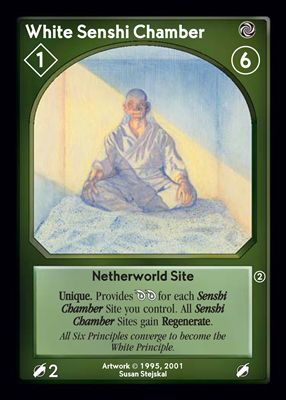 White Senshi Chamber
1
6
Netherworld Site
2
Unique. Provides for each Senshi
Chamber Site you control. All Senshi
Chamber Sites gain Regenerate.
All Six Principles converge to become the
White Principle.
2
Artwork © 1995, 2001
Susan Stejskal